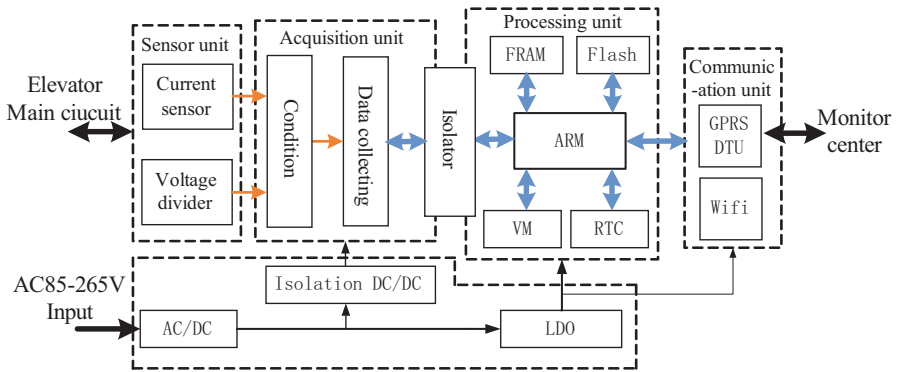 Sensor unit
Acquisition unit
Processing unit
Communic
-ation unit
Elevator
Main ciucuit
Current
sensor
Voltage
divider
Condition
Data collecting
Isolator
FRAM
Flash
ARM
VM
RTC
GPRS
DTU
Wifi
Monitor
center
AC85-265V
Input
Isolation DC/DC
AC/DC
LDO